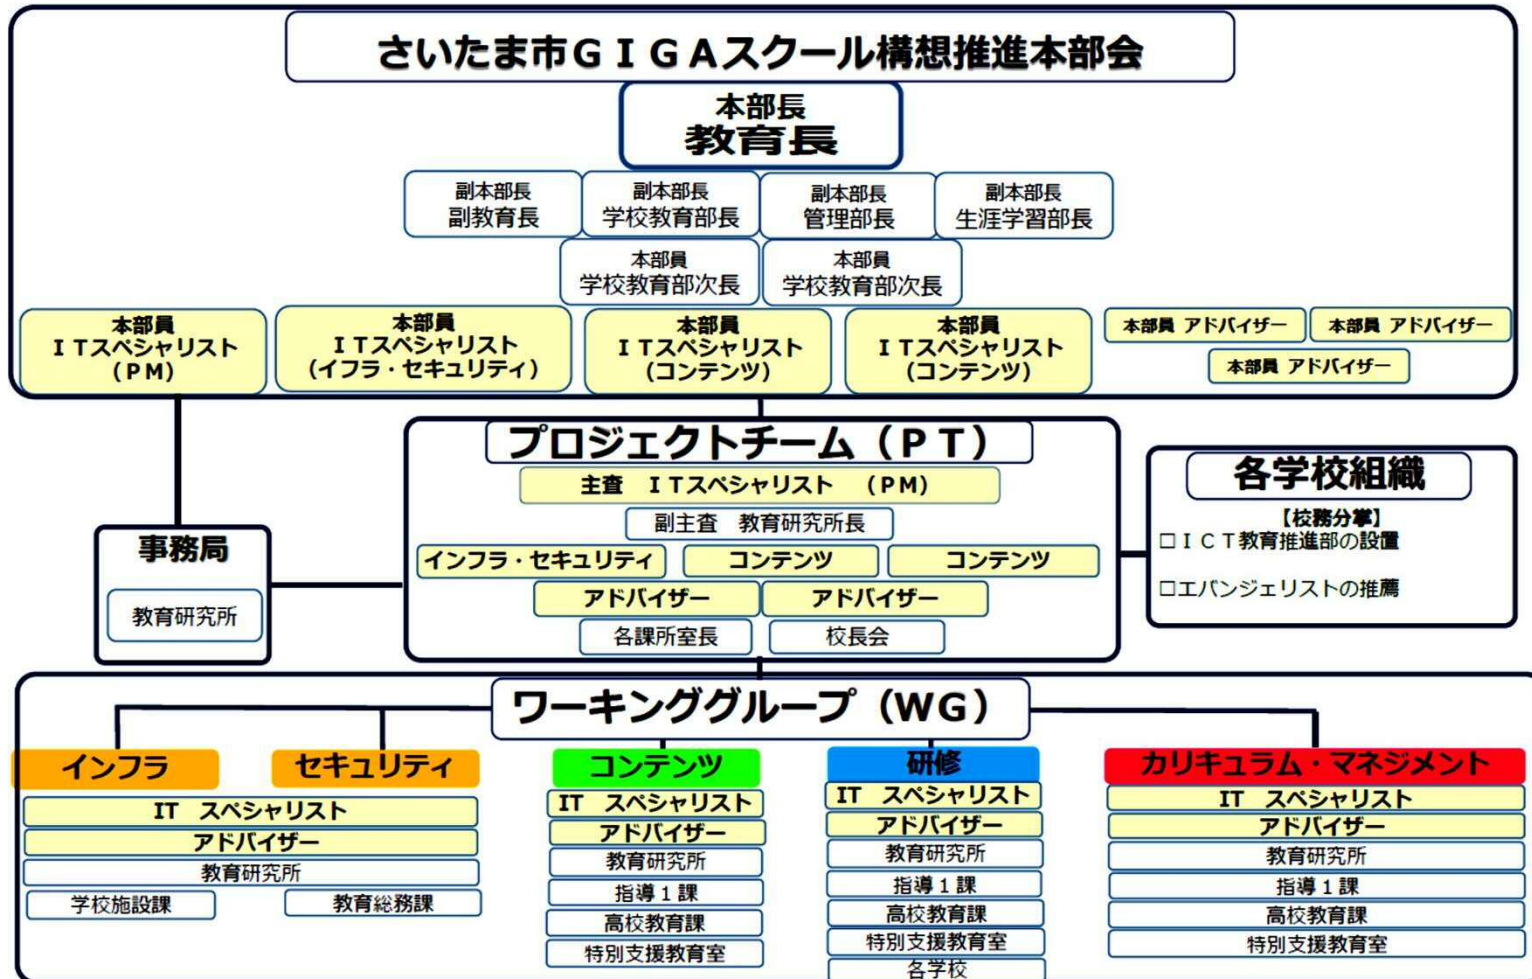 さいたま市ＧＩＧＡスクール構想推進本部会
本部長
教育長
副本部長
副教育長
副本部長
学校教育部長
副本部長
管理部長
副本部長
生涯学習部長
本部員
学校教育部次長
本部員
学校教育部次長
本部員
ＩＴスペシャリスト
（ＰＭ）
本部員
ＩＴスペシャリスト
（イフラ・セキュリティ）
本部員
ＩＴスペシャリスト
（コンテンツ）
本部員
ＩＴスペシャリスト
（コンテンツ）
本部員 アドバイザー
本部員 アドバイザー
本部員 アドバイザー
プロジェクトチーム（ＰＴ）
主査　ＩＴスペシャリスト　（ＰＭ）
副主査　教育研究所長
インフラ・セキュリティ
コンテンツ
コンテンツ
アドバイザー
アドバイザー
各課所室長
校長会
事務局
教育研究所
各学校組織
【校務分掌】
□ＩＣＴ教育推進部の設置
□エバンジェリストの推薦
ワーキンググループ（WG）
インフラ
セキュリティ
IT　スペシャリスト
アドバイザー
教育研究所
学校施設課
教育総務課
コンテンツ
IT　スペシャリスト
アドバイザー
教育研究所
指導１課
高校教育課
特別支援教育室
研修
IT　スペシャリスト
アドバイザー
教育研究所
指導１課
高校教育課
特別支援教育室
各学校
カリキュラム・マネジメント
IT　スペシャリスト
アドバイザー
教育研究所
指導１課
高校教育課
特別支援教育室